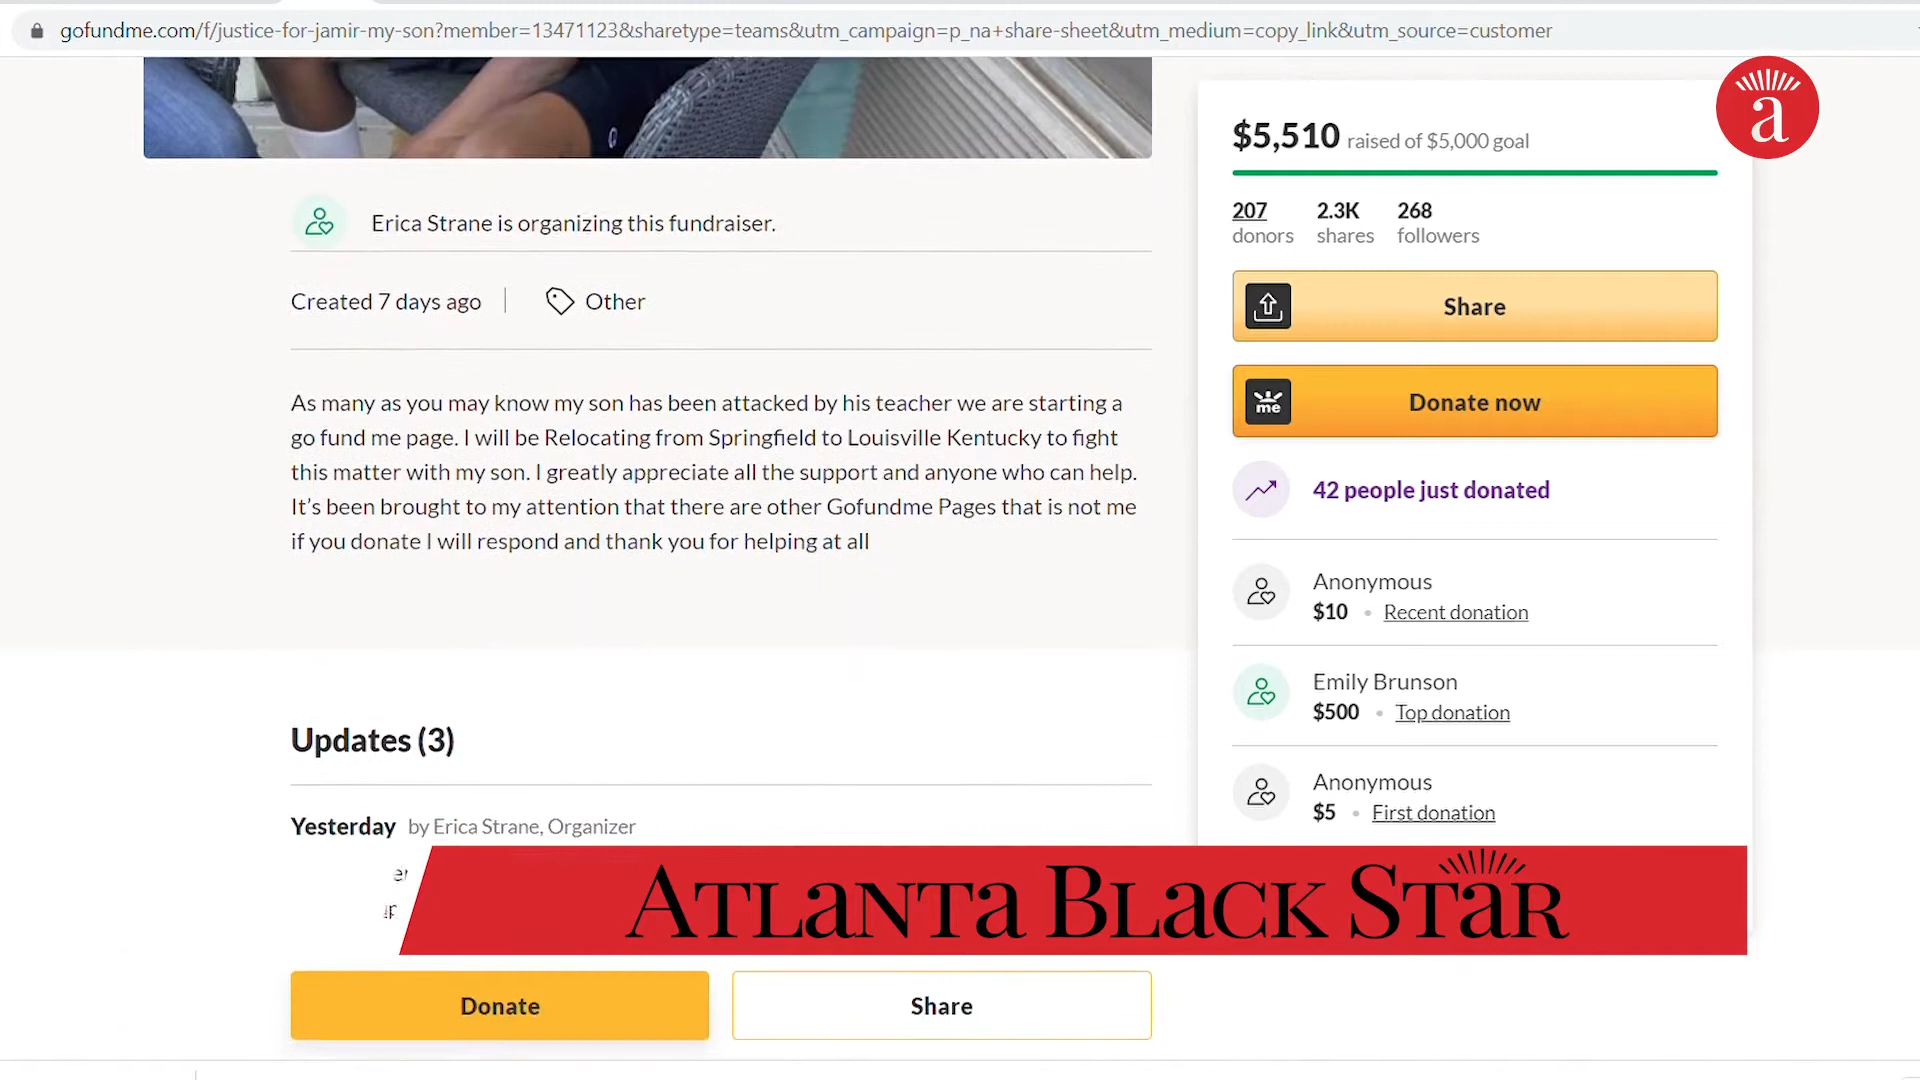 gofundme.com/f/justice-for-jamir-my-son?member=13471123&sharetype=teams&utm_campaign=p_na+share-sheet&utm_medium=copy_link&utm_source=customer
a
$5,510 raised of $5,000 goal
207 donors
2.3K shares
268 followers
Share
Donate now
me
42 people just donated
Anonymous
$10 • Recent donation
Emily Brunson
$500 • Top donation
Anonymous
$5 • First donation
Erica Strane is organizing this fundraiser.
Created 7 days ago
Other
As many as you may know my son has been attacked by his teacher we are starting a
go fund me page. I will be Relocating from Springfield to Louisville Kentucky to fight
this matter with my son. I greatly appreciate all the support and anyone who can help.
It’s been brought to my attention that there are other Gofundme Pages that is not me
if you donate I will respond and thank you for helping at all
Updates (3)
Yesterday by Erica Strane, Organizer
ATLaNTa BLaCK STaR
Donate
Share